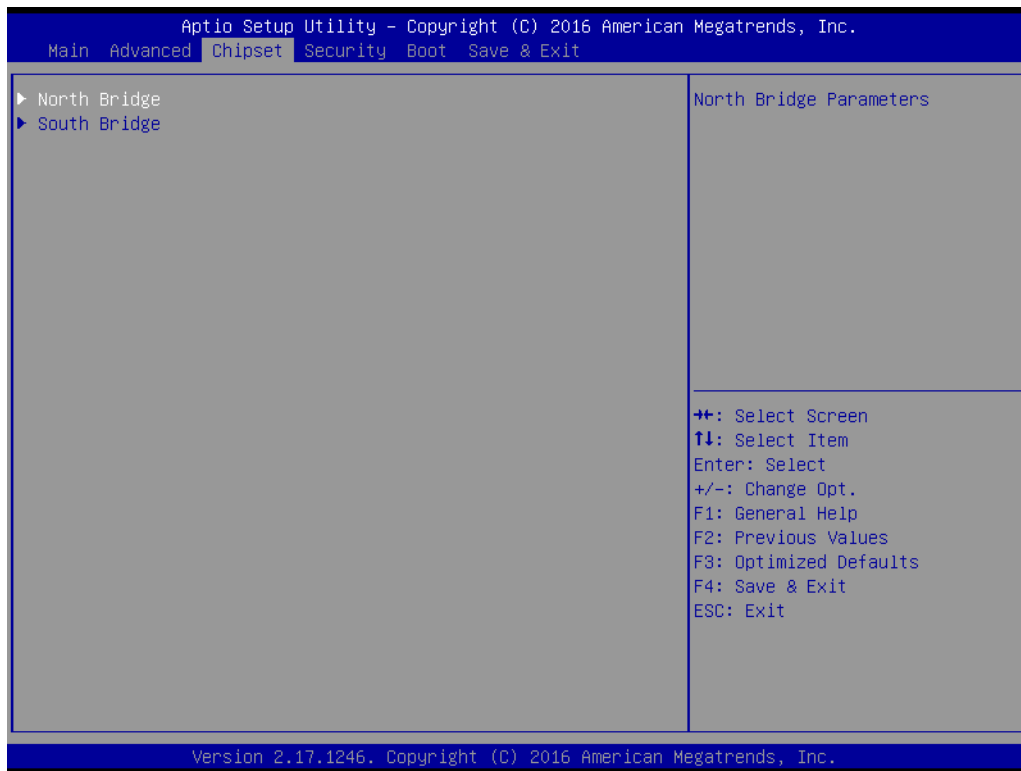 Aptio Setup Utility – Copyright (C) 2016 American Megatrends, Inc.
Main Advanced Chipset Security Boot Save & Exit
North Bridge
South Bridge
North Bridge Parameters
→←: Select Screen
↑↓: Select Item
Enter: Select
+/-: Change Opt.
F1: General Help
F2: Previous Values
F3: Optimized Defaults
F4: Save & Exit
ESC: Exit
Version 2.17.1246. Copyright (C) 2016 American Megatrends, Inc.